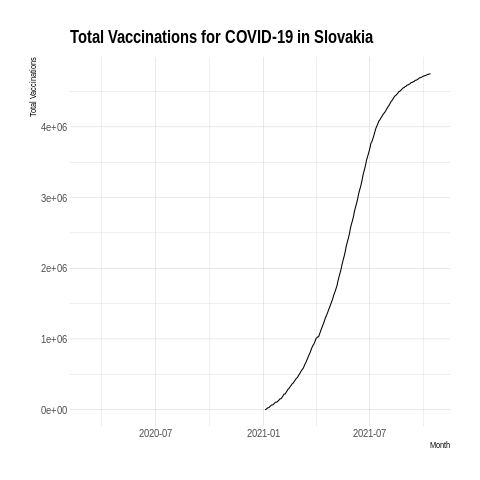 Total Vaccinations for COVID-19 in Slovakia
Total Vaccinations
4e+06
3e+06
2e+06
1e+06
0e+00
2020-07 2021-01 2021-07
Month